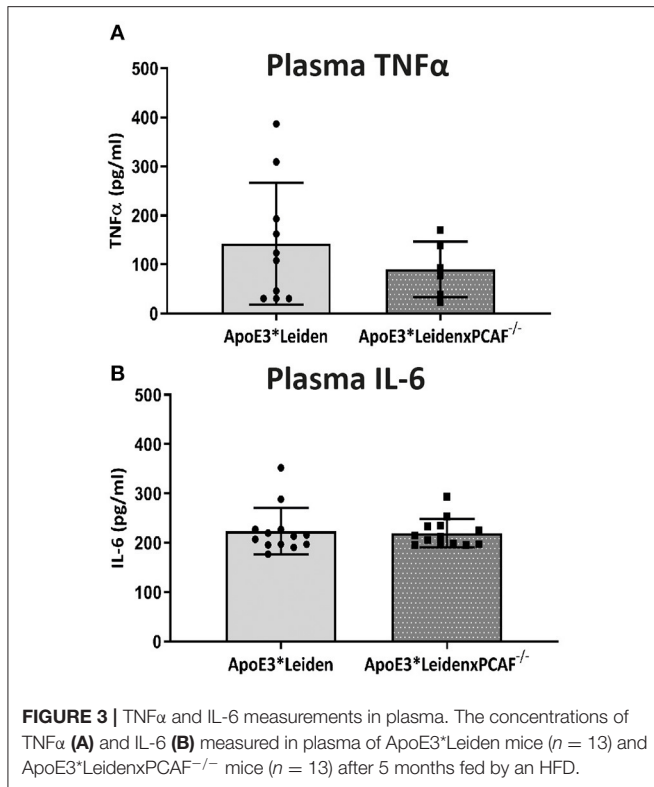 A
Plasma TNFα
TNFα (pg/ml)
500
400
300
200
100
0
ApoE3*Leiden
ApoE3*LeidenxPCAF-/-
B
Plasma IL-6
IL-6 (pg/ml)
500
400
300
200
100
0
ApoE3*Leiden
ApoE3*LeidenxPCAF-/-
FIGURE 3 | TNFα and IL-6 measurements in plasma. The concentrations of
TNFα (A) and IL-6 (B) measured in plasma of ApoE3*Leiden mice (n = 13) and
ApoE3*LeidenxPCAF−/− mice (n = 13) after 5 months fed by an HFD.